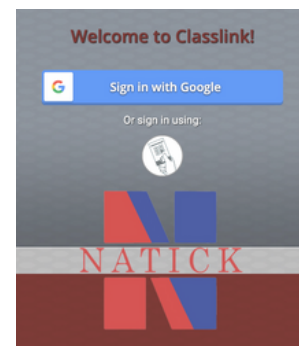 Welcome to Classlink!
Sign in with Google
Or sign in using:
NATICK